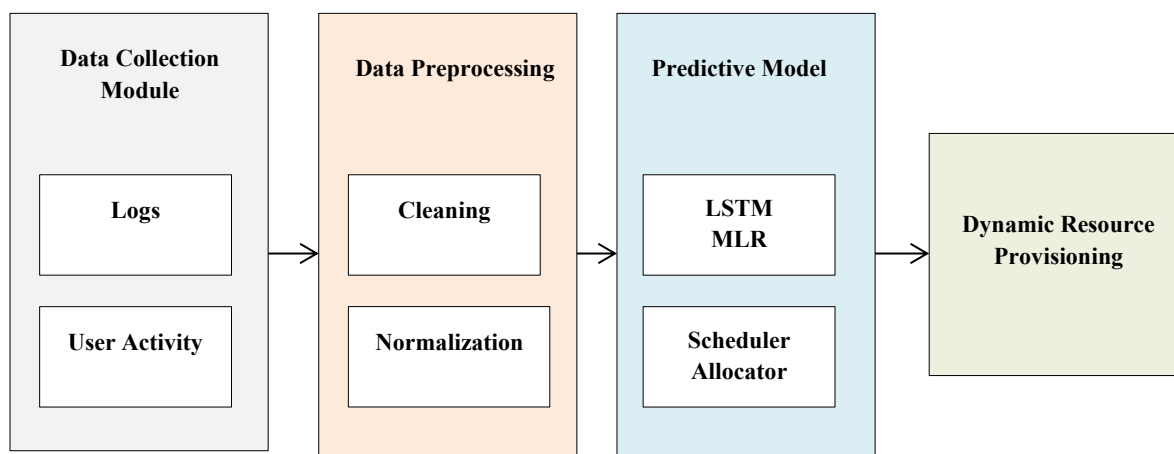 Data Collection
Module
Logs
User Activity
Data Preprocessing
Cleaning
Normalization
Predictive Model
LSTM
MLR
Scheduler
Allocator
Dynamic Resource
Provisioning